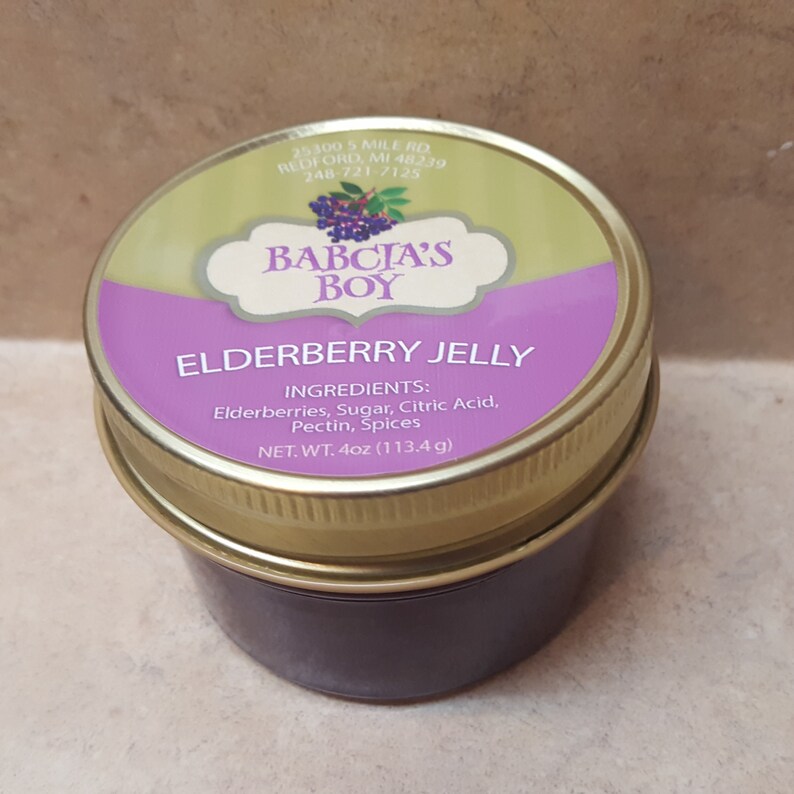 25300 5 MILE RD.
REDFORD, MI 48239
248-721-7125
BABCIA'S
BOY
ELDERBERRY JELLY
INGREDIENTS:
Elderberries, Sugar, Citric Acid,
Pectin, Spices
NET. WT. 4oz (113.4 g)